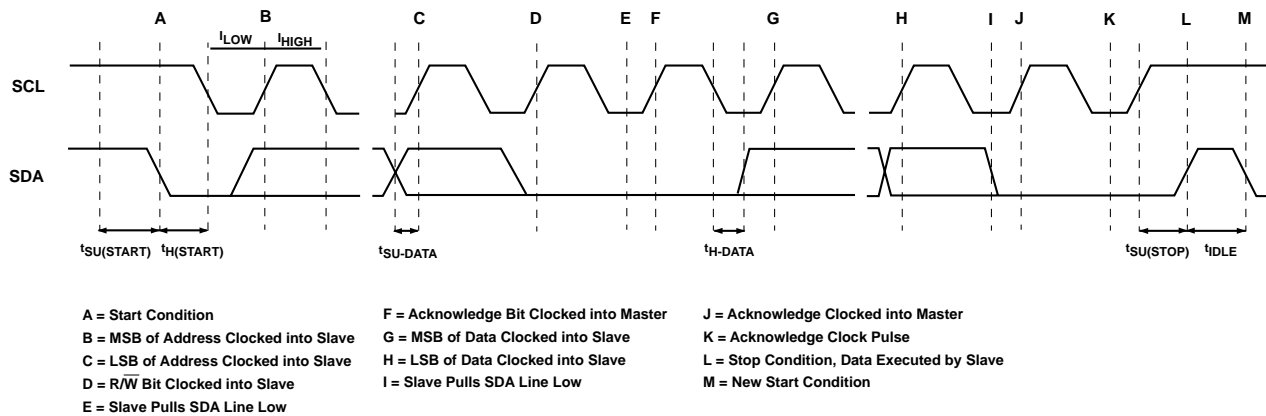 A B C D E F G H I J K L M
ILOW IHIGH
SCL
SDA
tSU(START) tH(START) tSU-DATA tH-DATA tSU(STOP) tIDLE
A = Start Condition
B = MSB of Address Clocked into Slave
C = LSB of Address Clocked into Slave
D = R/W̅ Bit Clocked into Slave
E = Slave Pulls SDA Line Low
F = Acknowledge Bit Clocked into Master
G = MSB of Data Clocked into Slave
H = LSB of Data Clocked into Slave
I = Slave Pulls SDA Line Low
J = Acknowledge Clocked into Master
K = Acknowledge Clock Pulse
L = Stop Condition, Data Executed by Slave
M = New Start Condition